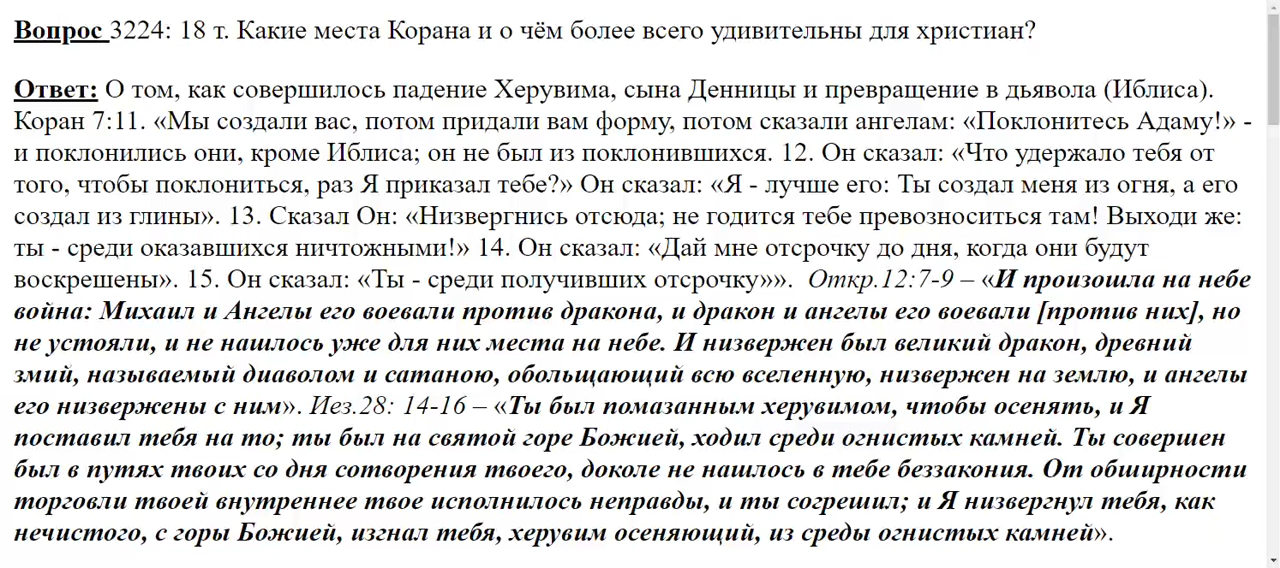 Вопрос 3224: 18 т. Какие места Корана и о чём более всего удивительны для христиан?
Ответ: О том, как совершилось падение Херувима, сына Денницы и превращение в дьявола (Иблиса).
Коран 7:11. «Мы создали вас, потом придали вам форму, потом сказали ангелам: «Поклонитесь Адаму!» -
и поклонились они, кроме Иблиса; он не был из поклонившихся. 12. Он сказал: «Что удержало тебя от
того, чтобы поклониться, раз Я приказал тебе?» Он сказал: «Я - лучше его: Ты создал меня из огня, а его
создал из глины». 13. Сказал Он: «Низвергнись отсюда; не годится тебе превозноситься там! Выходи же:
ты - среди оказавшихся ничтожными!» 14. Он сказал: «Дай мне отсрочку до дня, когда они будут
воскрешены». 15. Он сказал: «Ты - среди получивших отсрочку»». Откр.12:7-9 – «И произошла на небе
война: Михаил и Ангелы его воевали против дракона, и дракон и ангелы его воевали [против них], но
не устояли, и не нашлось уже для них места на небе. И низвержен был великий дракон, древний
змий, называемый диаволом и сатаною, обольщающий всю вселенную, низвержен на землю, и ангелы
его низвержены с ним». Иез.28: 14-16 – «Ты был помазанным херувимом, чтобы осенять, и Я
поставил тебя на то; ты был на святой горе Божией, ходил среди огнистых камней. Ты совершен
был в путях твоих со дня сотворения твоего, доколе не нашлось в тебе беззакония. От обширности
торговли твоей внутреннее твое исполнилось неправды, и ты согрешил; и Я низвергнул тебя, как
нечистого, с горы Божией, изгнал тебя, херувим осеняющий, из среды огнистых камней».